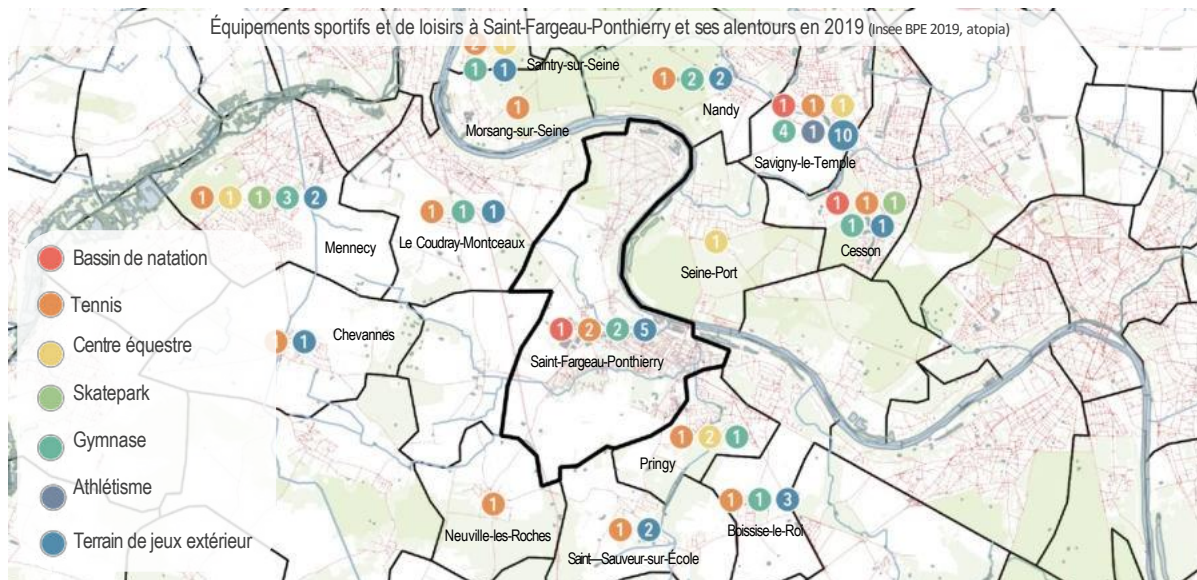 Équipements sportifs et de loisirs à Saint-Fargeau-Ponthierry et ses alentours en 2019 (Insee BPE 2019, atopia)
1 1
Saintry-sur-Seine
1
Morsang-sur-Seine
1 2 2
Nandy
1 1 1
4 1 10
Savigny-le-Temple
1 1 1 3 2
Mennecy
1 1 1
Le Coudray-Montceaux
1 1 1
1 1
Cesson
1
Seine-Port
Bassin de natation
Tennis
Centre équestre
Skatepark
Gymnase
Athlétisme
Terrain de jeux extérieur
1
Chevannes
1 2 2 5
Saint-Fargeau-Ponthierry
1 2 1
Pringy
1
Neuville-les-Roches
1 2
Saint—Sauveur-sur-École
1 1 3
Boissise-le-Roi